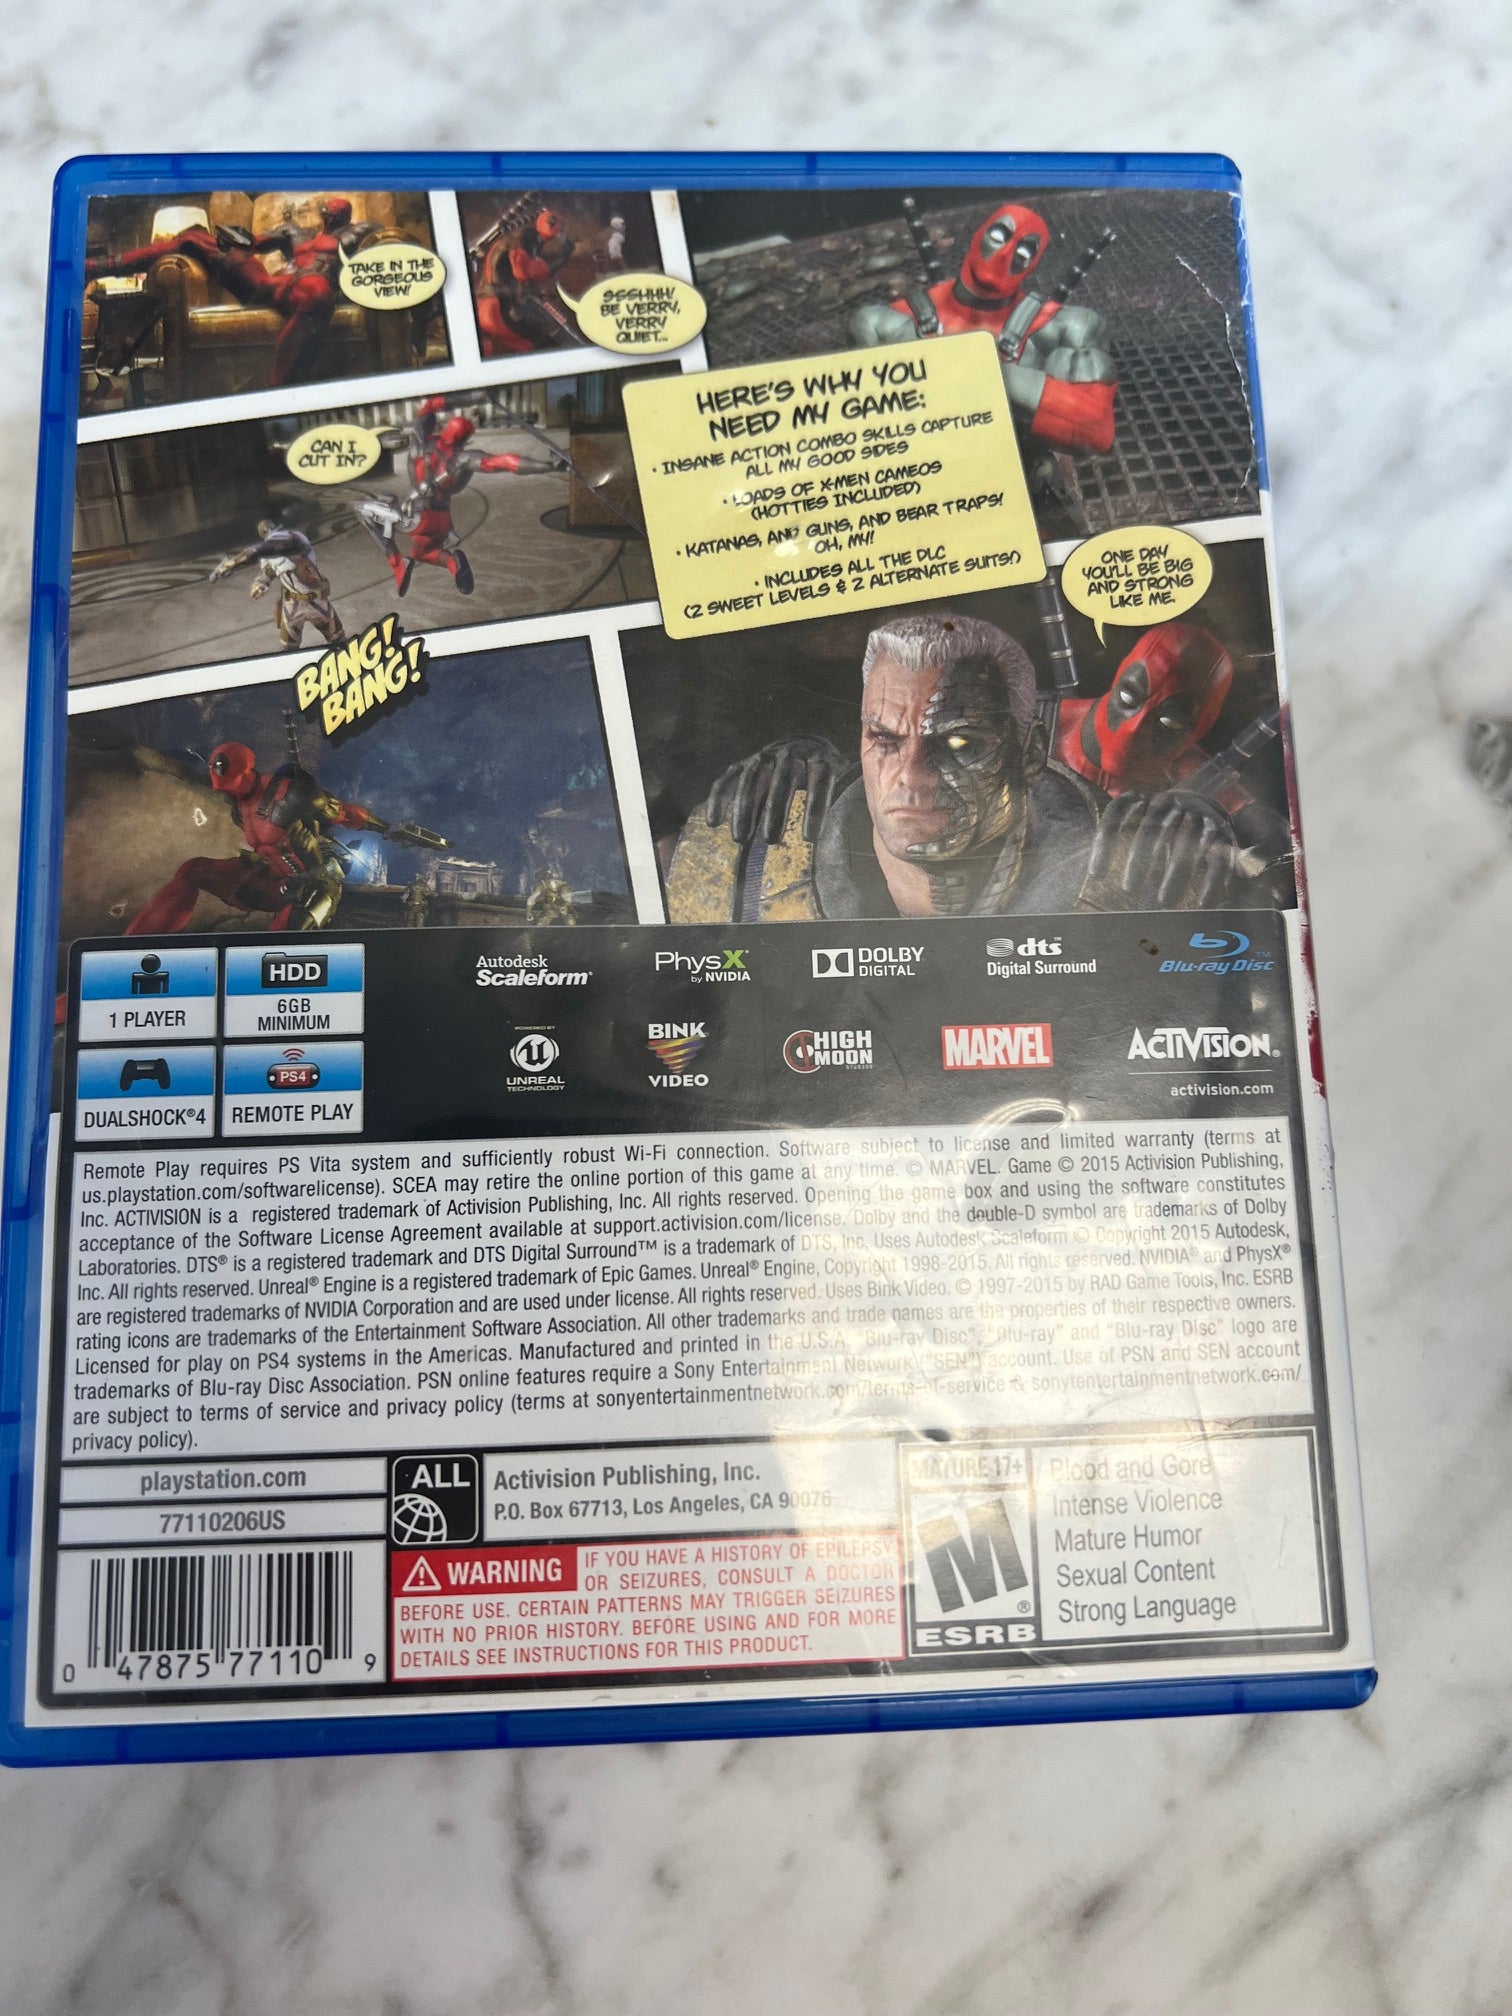 TAKE IN THE
GORGEOUS
VIEW!
SSSHHH!
BE VERRY,
VERRY
QUIET...
CAN I
CUT IN?
HERE'S WHY YOU
NEED MY GAME:
• INSANE ACTION COMBO SKILLS CAPTURE
ALL MY GOOD SIDES
• LOADS OF X-MEN CAMEOS
(HOTTIES INCLUDED)
• KATANAS, AND GUNS, AND BEAR TRAPS!
OH, MY!
• INCLUDES ALL THE DLC
(2 SWEET LEVELS & 2 ALTERNATE SUITS!)
ONE DAY
YOU'LL BE BIG
AND STRONG
LIKE ME.
BANG!
BANG!
1 PLAYER
HDD
6GB
MINIMUM
DUALSHOCK®4
PS4
REMOTE PLAY
Autodesk
Scaleform®
PhysX®
by NVIDIA
DOLBY
DIGITAL
dts™
Digital Surround
Blu-ray Disc™
POWERED BY
UNREAL
TECHNOLOGY
BINK
VIDEO
HIGH
MOON
STUDIOS
MARVEL
ACTIVISION®
activision.com
Remote Play requires PS Vita system and sufficiently robust Wi-Fi connection. Software subject to license and limited warranty (terms at
us.playstation.com/softwarelicense). SCEA may retire the online portion of this game at any time. © MARVEL. Game © 2015 Activision Publishing,
Inc. ACTIVISION is a registered trademark of Activision Publishing, Inc. All rights reserved. Opening the game box and using the software constitutes
acceptance of the Software License Agreement available at support.activision.com/license. Dolby and the double-D symbol are trademarks of Dolby
Laboratories. DTS® is a registered trademark and DTS Digital Surround™ is a trademark of DTS, Inc. Uses Autodesk Scaleform © Copyright 2015 Autodesk,
Inc. All rights reserved. Unreal® Engine is a registered trademark of Epic Games. Unreal® Engine, Copyright 1998-2015. All rights reserved. NVIDIA® and PhysX®
are registered trademarks of NVIDIA Corporation and are used under license. All rights reserved. Uses Bink Video. © 1997-2015 by RAD Game Tools, Inc. ESRB
rating icons are trademarks of the Entertainment Software Association. All other trademarks and trade names are the properties of their respective owners.
Licensed for play on PS4 systems in the Americas. Manufactured and printed in the U.S.A. "Blu-ray Disc", "Blu-ray" and "Blu-ray Disc" logo are
trademarks of Blu-ray Disc Association. PSN online features require a Sony Entertainment Network ("SEN") account. Use of PSN and SEN account
are subject to terms of service and privacy policy (terms at sonyentertainmentnetwork.com/terms-of-service & sonytentertainmentnetwork.com/
privacy policy).
playstation.com
77110206US
ALL
Activision Publishing, Inc.
P.O. Box 67713, Los Angeles, CA 90076
WARNING IF YOU HAVE A HISTORY OF EPILEPSY
OR SEIZURES, CONSULT A DOCTOR
BEFORE USE. CERTAIN PATTERNS MAY TRIGGER SEIZURES
WITH NO PRIOR HISTORY. BEFORE USING AND FOR MORE
DETAILS SEE INSTRUCTIONS FOR THIS PRODUCT.
MATURE 17+
M®
ESRB
Blood and Gore
Intense Violence
Mature Humor
Sexual Content
Strong Language
0 47875 77110 9